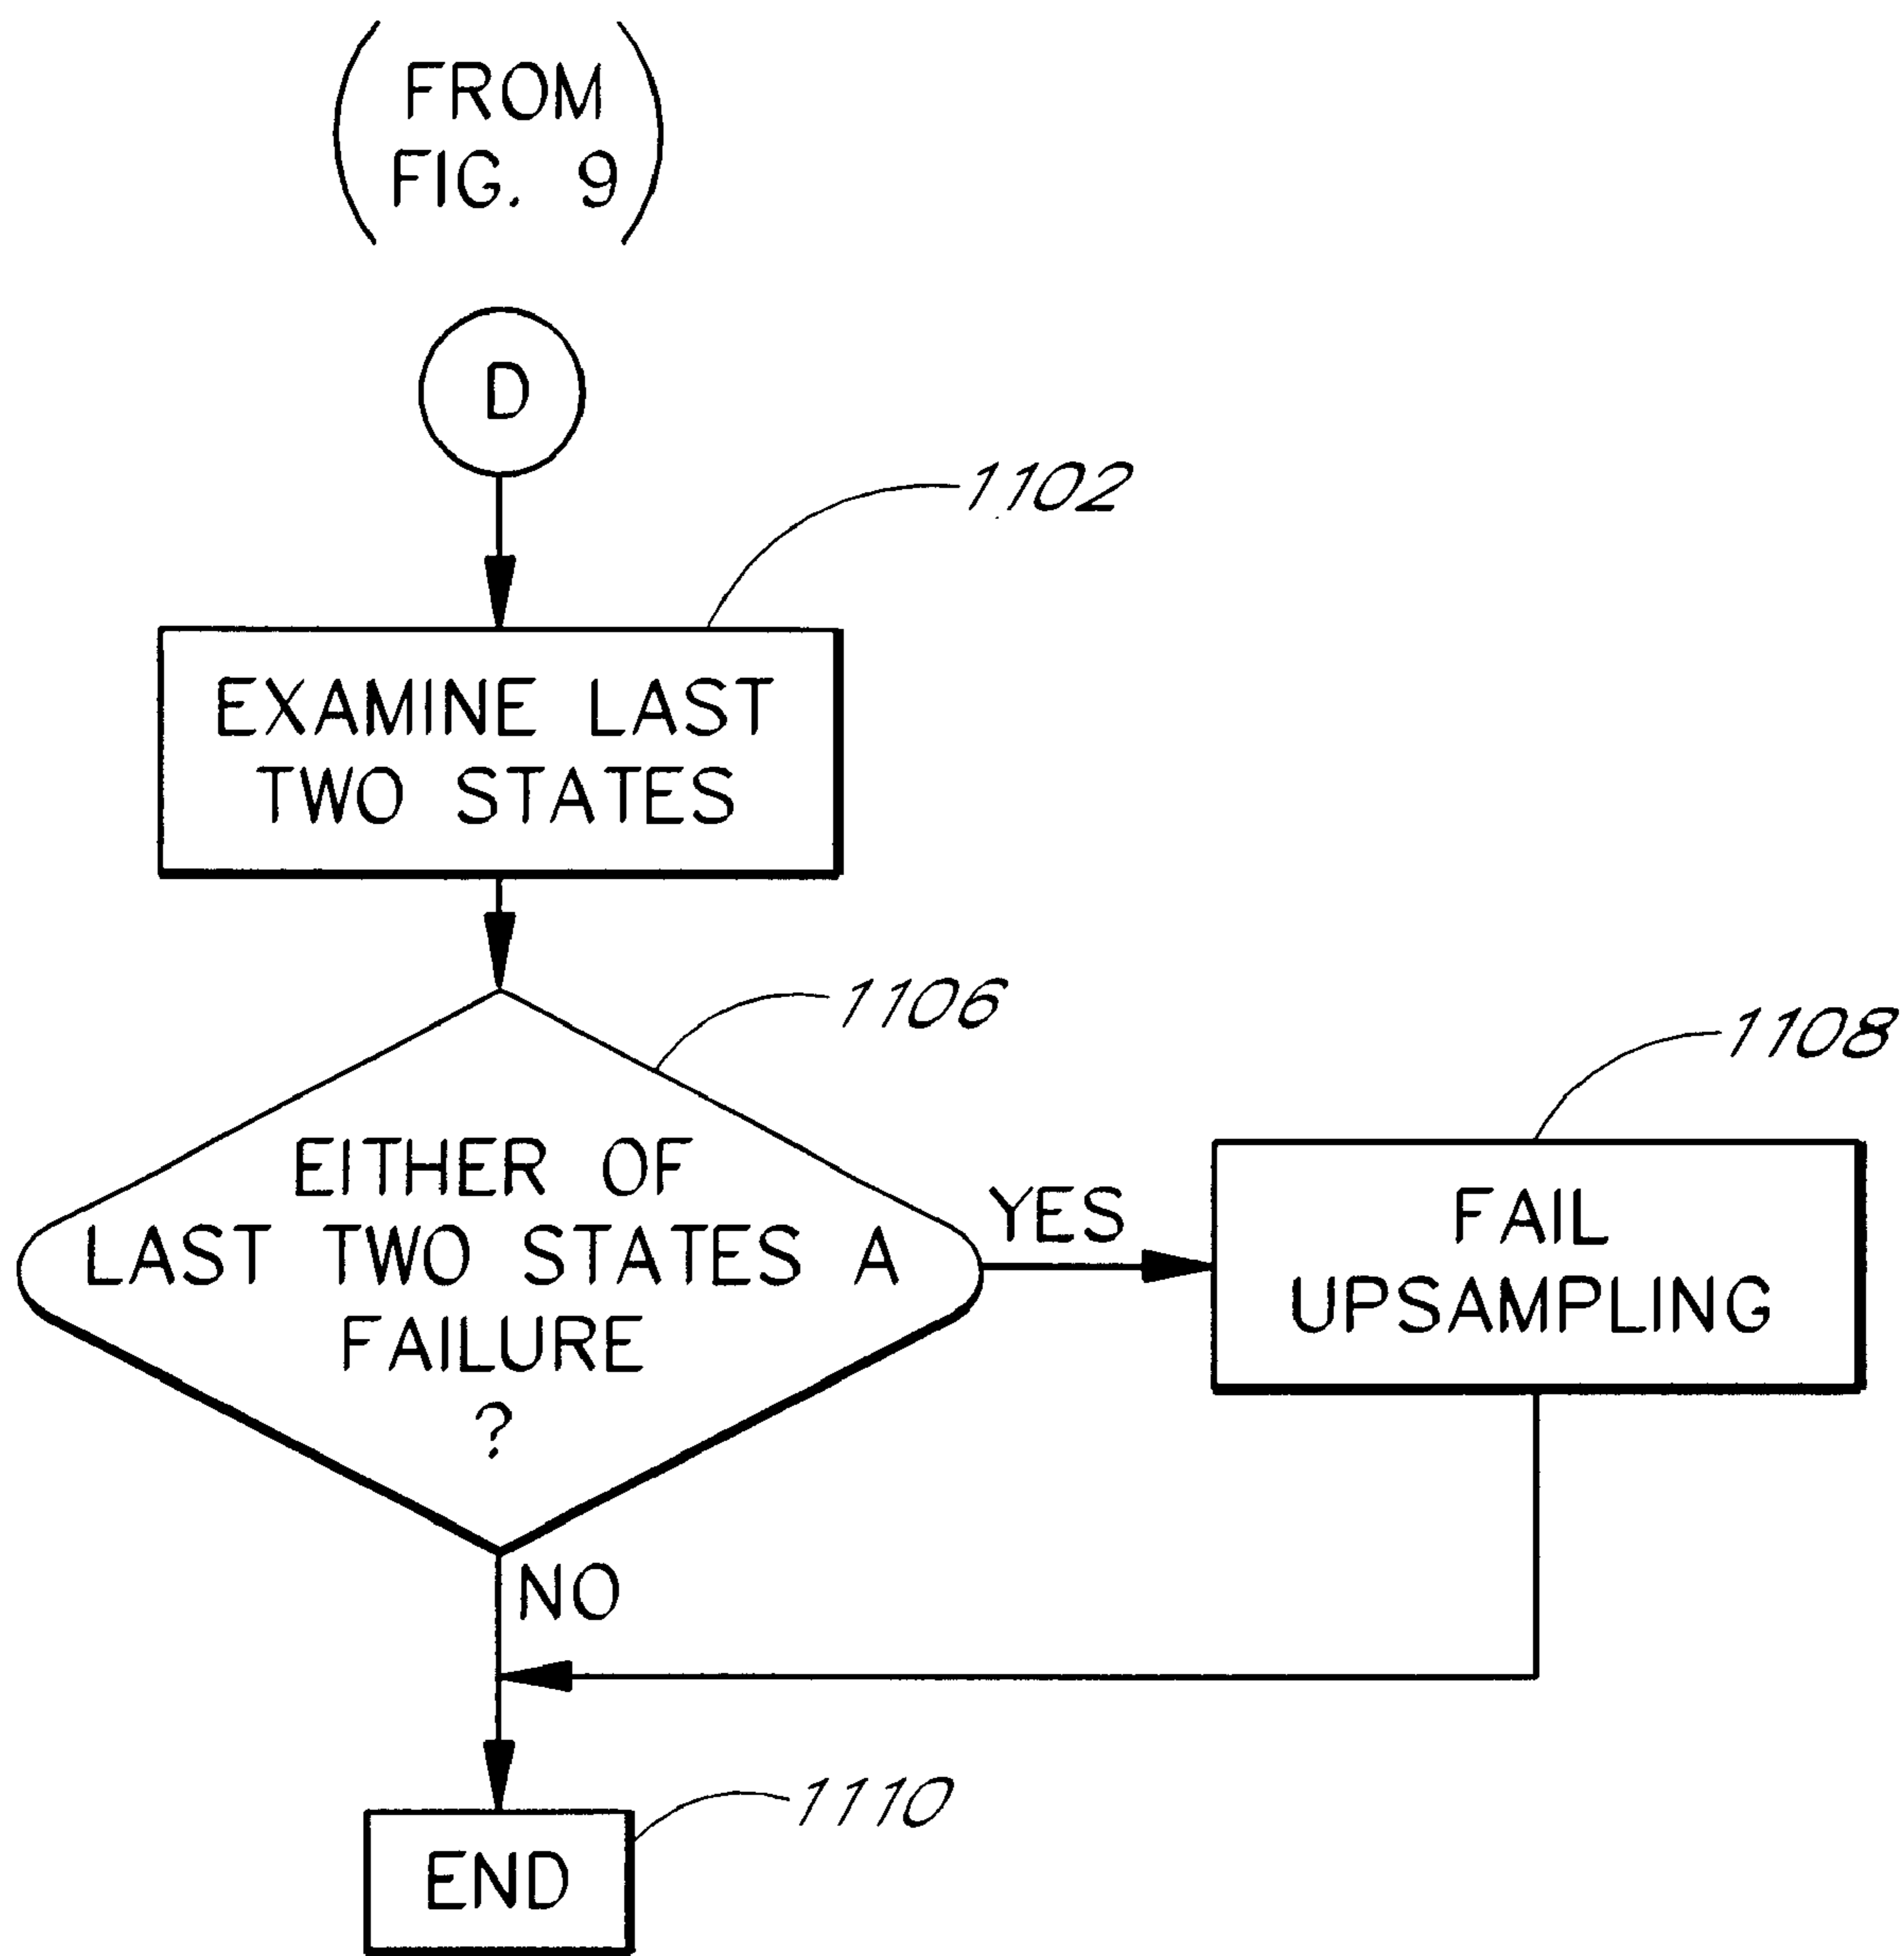 FROM
FIG. 9
D
1102
EXAMINE LAST
TWO STATES
1106
EITHER OF
LAST TWO STATES A
FAILURE
?
YES
1108
FAIL
UPSAMPLING
NO
1110
END